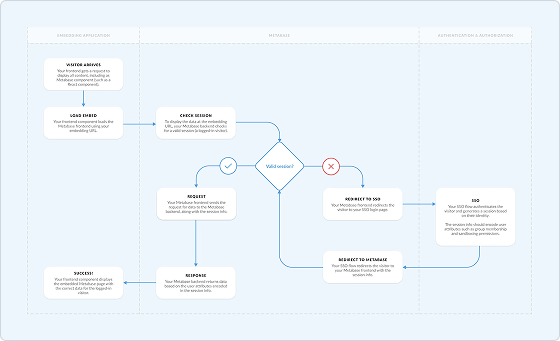 EMBEDDING APPLICATION
METABASE
AUTHENTICATION & AUTHORIZATION
VISITOR ARRIVES
Your frontend gets a request to
display all content, including a
Metabase component (such as a
React component).
LOAD EMBED
Your frontend component loads the
Metabase frontend using your
embedding URL.
CHECK SESSION
To display the data at the embedding
URL, your Metabase backend checks
for a valid session (a logged-in visitor).
Valid session?
REQUEST
Your Metabase frontend sends the
request for data to the Metabase
backend, along with the session info.
REDIRECT TO SSO
Your Metabase frontend redirects the
visitor to your SSO login page.
SSO
Your SSO flow authenticates the
visitor and generates a session based
on their identity.
The session info should encode user
attributes such as group membership
and sandboxing permissions.
REDIRECT TO METABASE
Your SSO flow redirects the visitor to
your Metabase frontend with the
session info.
RESPONSE
Your Metabase backend returns data
based on the user attributes encoded
in the session info.
SUCCESS!
Your frontend component displays
the embedded Metabase page with
the correct data for the logged-in
visitor.